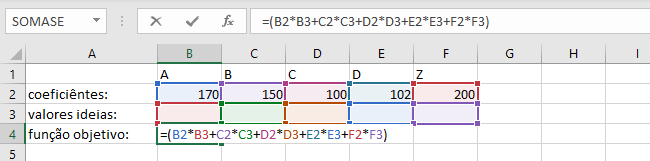 SOMASE
=(B2*B3+C2*C3+D2*D3+E2*E3+F2*F3)
A B C D E F G H I
1 A B C D Z
2 coeficiêntes: 170 150 100 102 200
3 valores ideias:
4 função objetivo: =(B2*B3+C2*C3+D2*D3+E2*E3+F2*F3)
5